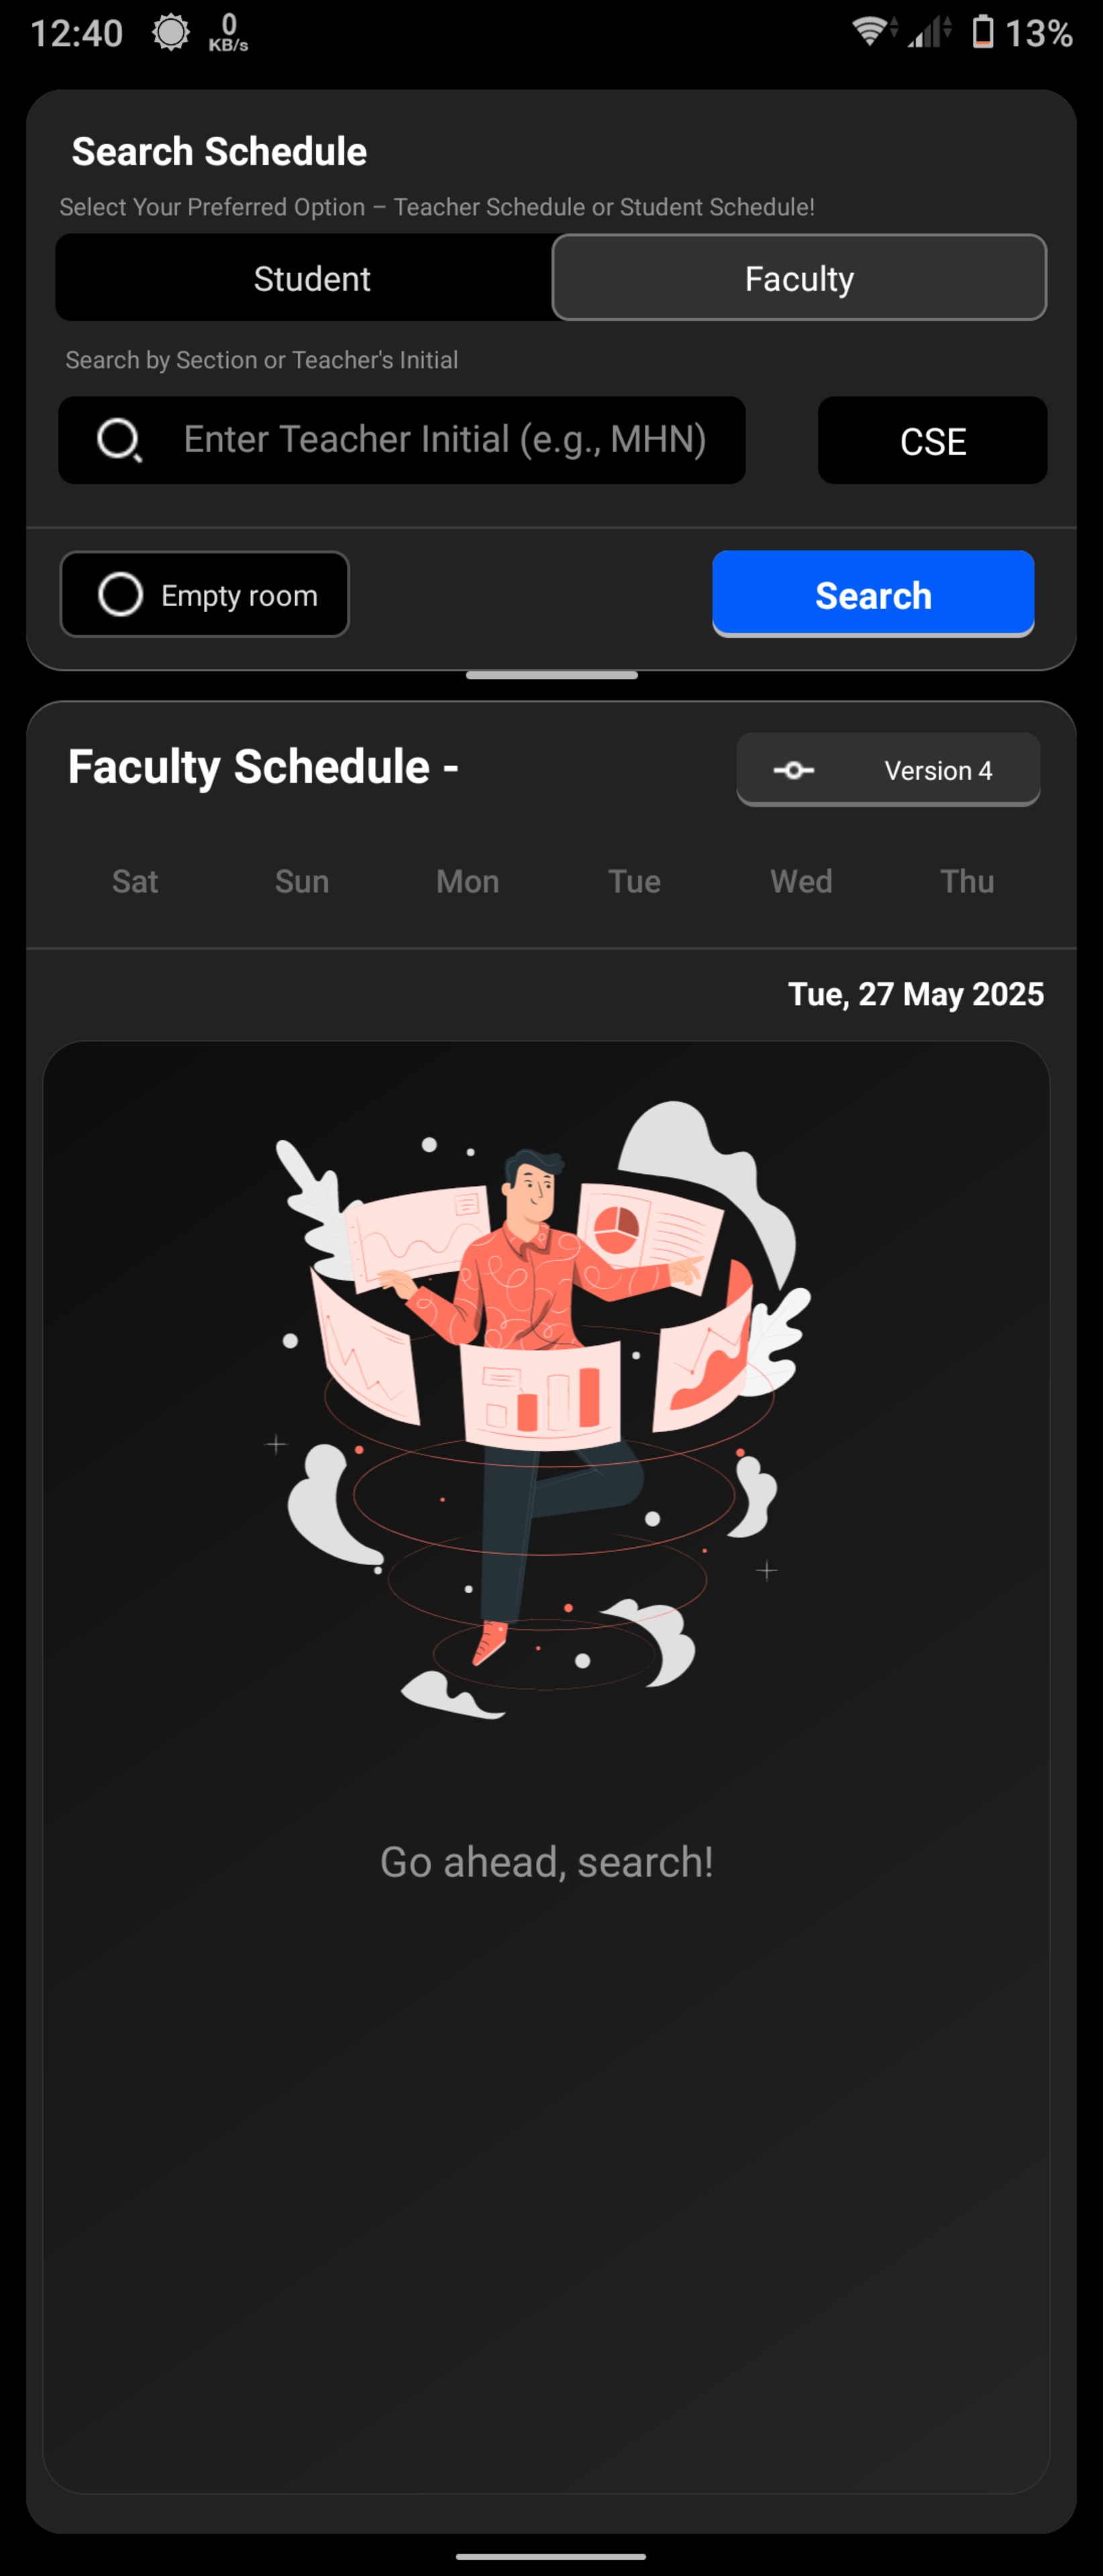 12:40 0 KB/s 13%
Search Schedule
Select Your Preferred Option – Teacher Schedule or Student Schedule!
Student Faculty
Search by Section or Teacher's Initial
Enter Teacher Initial (e.g., MHN) CSE
Empty room Search
Faculty Schedule - Version 4
Sat Sun Mon Tue Wed Thu
Tue, 27 May 2025
Go ahead, search!